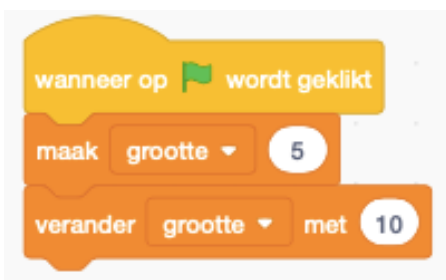 wanneer op wordt geklikt
maak grootte 5
verander grootte met 10